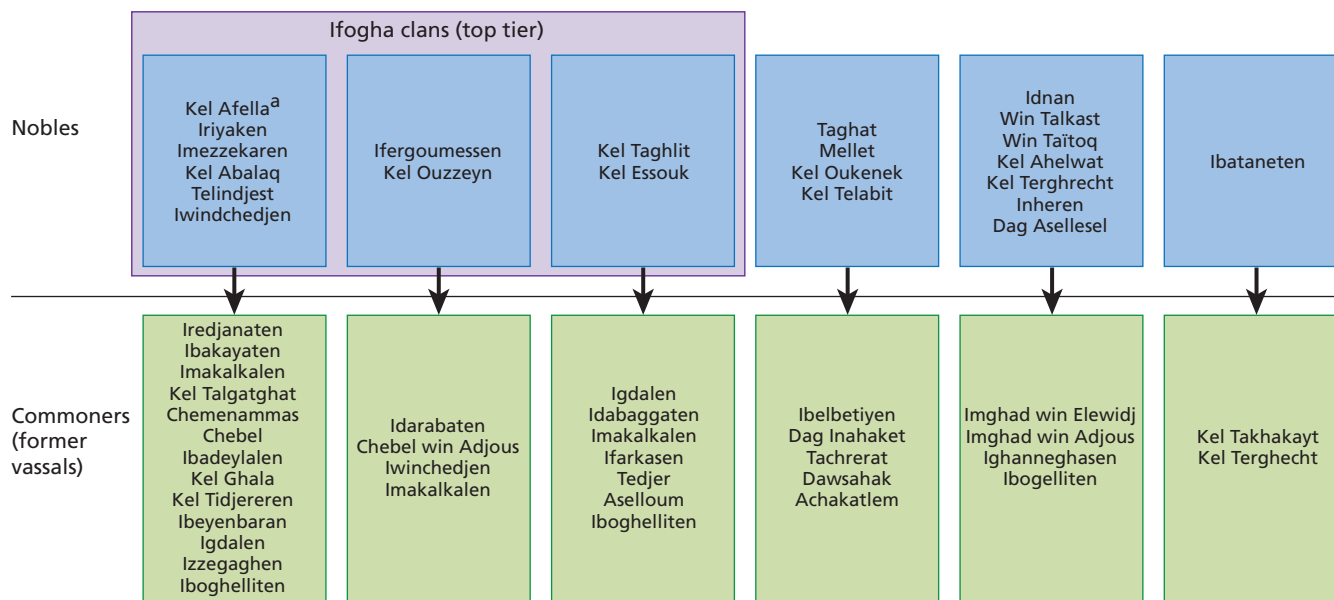 Ifogha clans (top tier)
Nobles
Kel Afellaa
Iriyaken
Imezzekaren
Kel Abalaq
Telindjest
Iwindchedjen
Ifergoumessen
Kel Ouzzeyn
Kel Taghlit
Kel Essouk
Taghat
Mellet
Kel Oukenek
Kel Telabit
Idnan
Win Talkast
Win Taïtoq
Kel Ahelwat
Kel Terghrecht
Inheren
Dag Asellesel
Ibataneten
Commoners
(former
vassals)
Iredjanaten
Ibakayaten
Imakalkalen
Kel Talgatghat
Chemenammas
Chebel
Ibadeylalen
Kel Ghala
Kel Tidjereren
Ibeyenbaran
Igdalen
Izzegaghen
Iboghelliten
Idarabaten
Chebel win Adjous
Iwinchedjen
Imakalkalen
Igdalen
Idabaggaten
Imakalkalen
Ifarkasen
Tedjer
Aselloum
Iboghelliten
Ibelbetiyen
Dag Inahaket
Tachrerat
Dawsahak
Achakatlem
Imghad win Elewidj
Imghad win Adjous
Ighanneghasen
Ibogelliten
Kel Takhakayt
Kel Terghecht